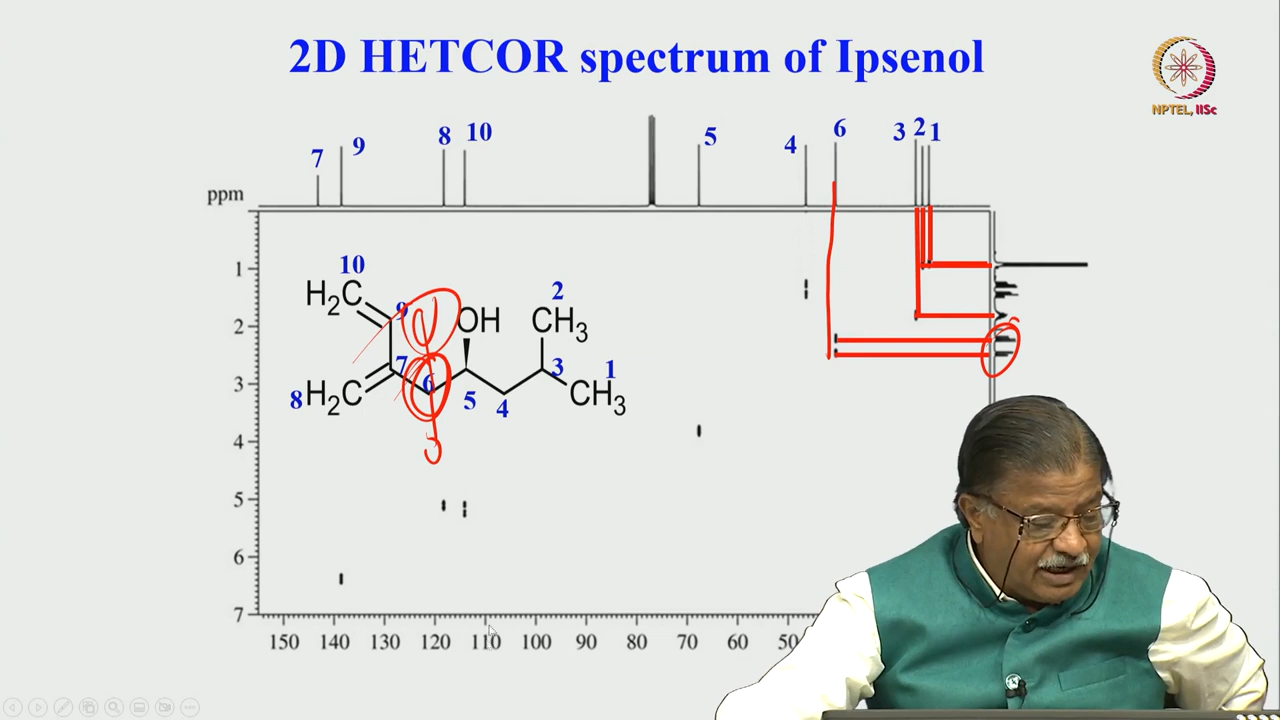 2D HETCOR spectrum of Ipsenol
NPTEL, IISc
7 9 8 10 5 4 6 3 2 1
ppm
1
2
3
4
5
6
7
10
H2C
9
OH
2
CH3
7
6
5
4
3
1
CH3
8 H2C
150 140 130 120 110 100 90 80 70 60 50